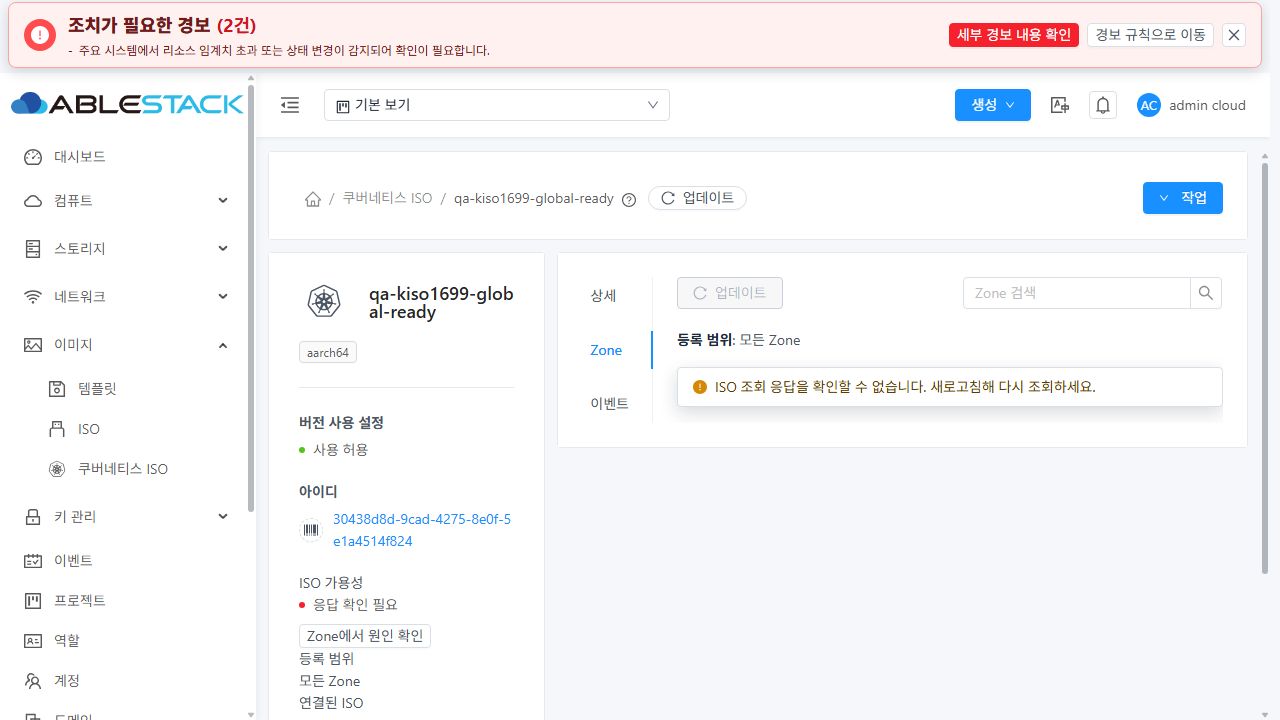 조치가 필요한 경보 (2건)
- 주요 시스템에서 리소스 임계치 초과 또는 상태 변경이 감지되어 확인이 필요합니다.
세부 경보 내용 확인
경보 규칙으로 이동
ABLESTACK
기본 보기
생성
AC
admin cloud
대시보드
컴퓨트
스토리지
네트워크
이미지
템플릿
ISO
쿠버네티스 ISO
키 관리
이벤트
프로젝트
역할
계정
도메인
/ 쿠버네티스 ISO / qa-kiso1699-global-ready
업데이트
작업
qa-kiso1699-glob
al-ready
aarch64
버전 사용 설정
사용 허용
아이디
30438d8d-9cad-4275-8e0f-5
e1a4514f824
ISO 가용성
응답 확인 필요
Zone에서 원인 확인
등록 범위
모든 Zone
연결된 ISO
상세
Zone
이벤트
업데이트
Zone 검색
등록 범위: 모든 Zone
ISO 조회 응답을 확인할 수 없습니다. 새로고침해 다시 조회하세요.